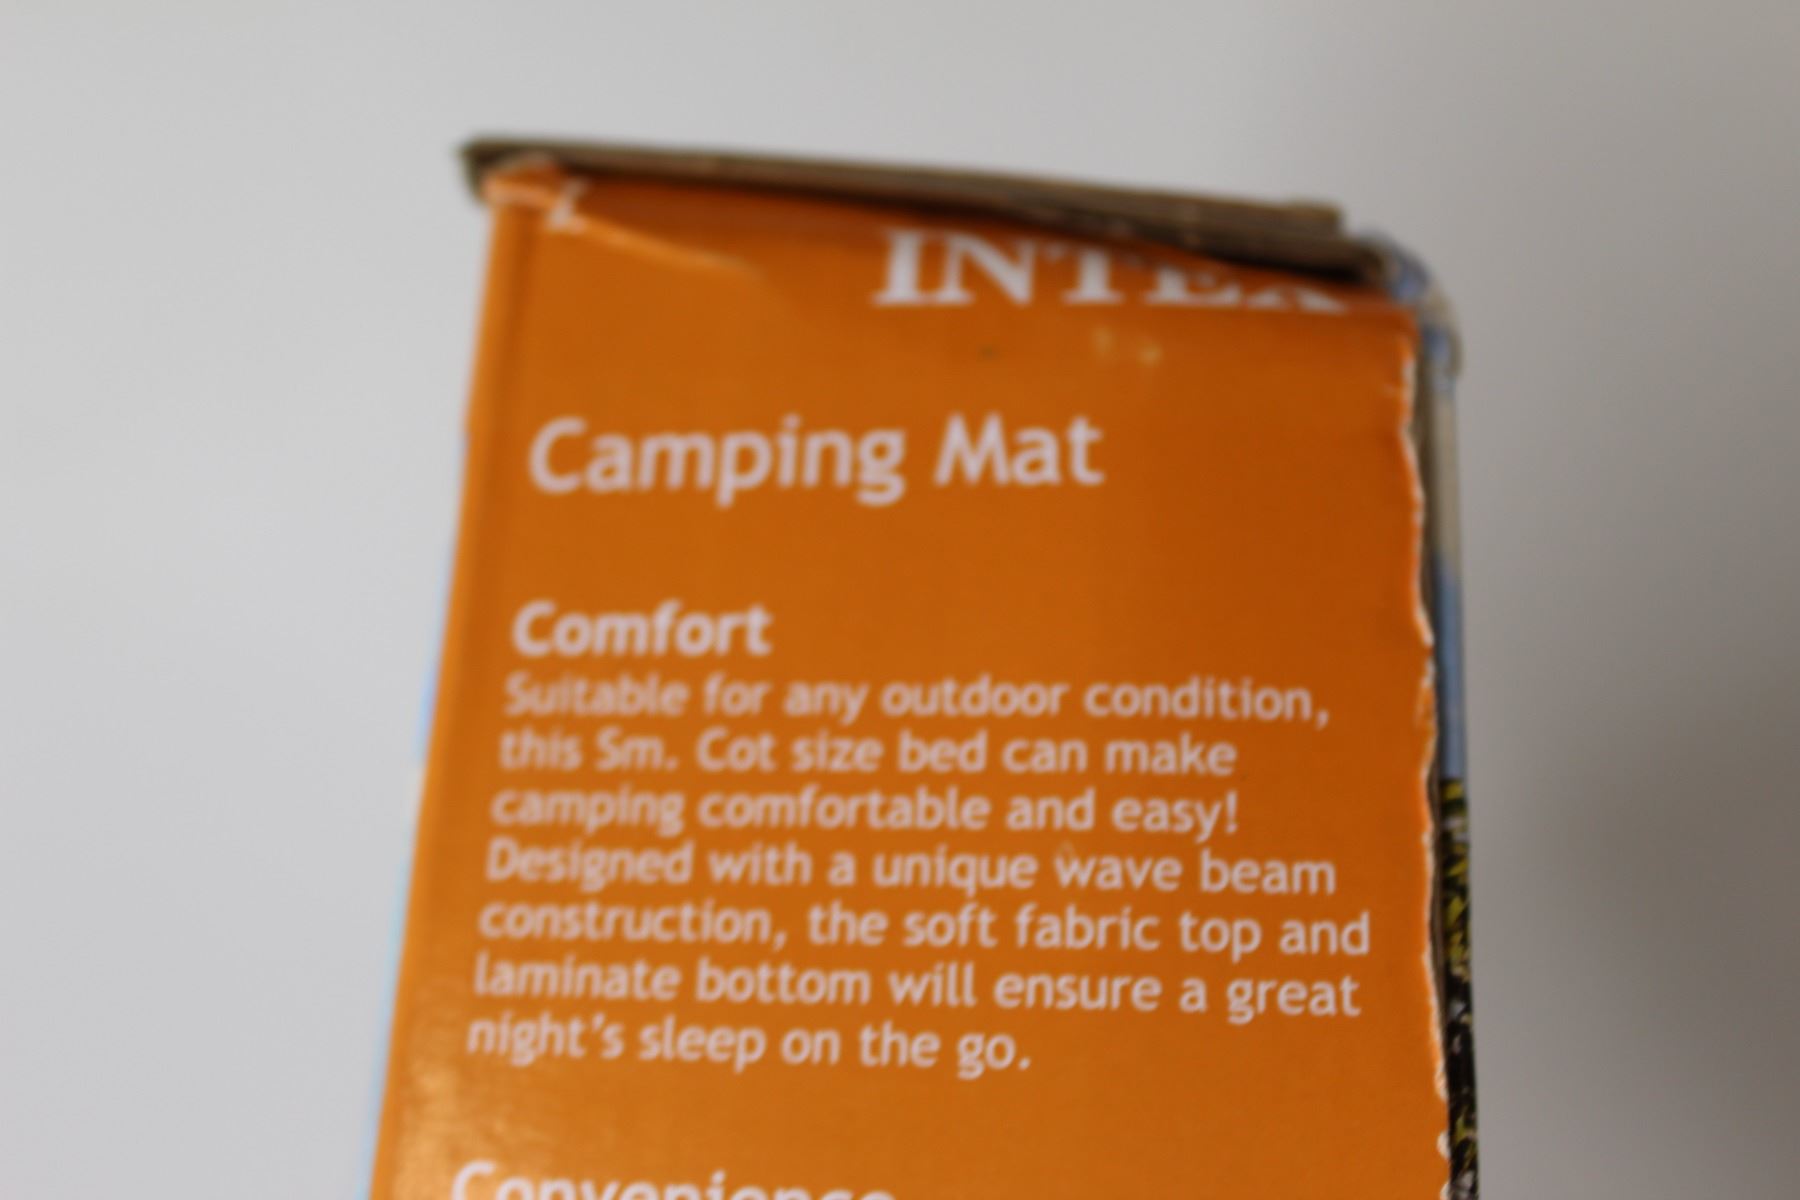 INTEX
Camping Mat
Comfort
Suitable for any outdoor condition,
this Sm. Cot size bed can make
camping comfortable and easy!
Designed with a unique wave beam
construction, the soft fabric top and
laminate bottom will ensure a great
night's sleep on the go.
Convenience